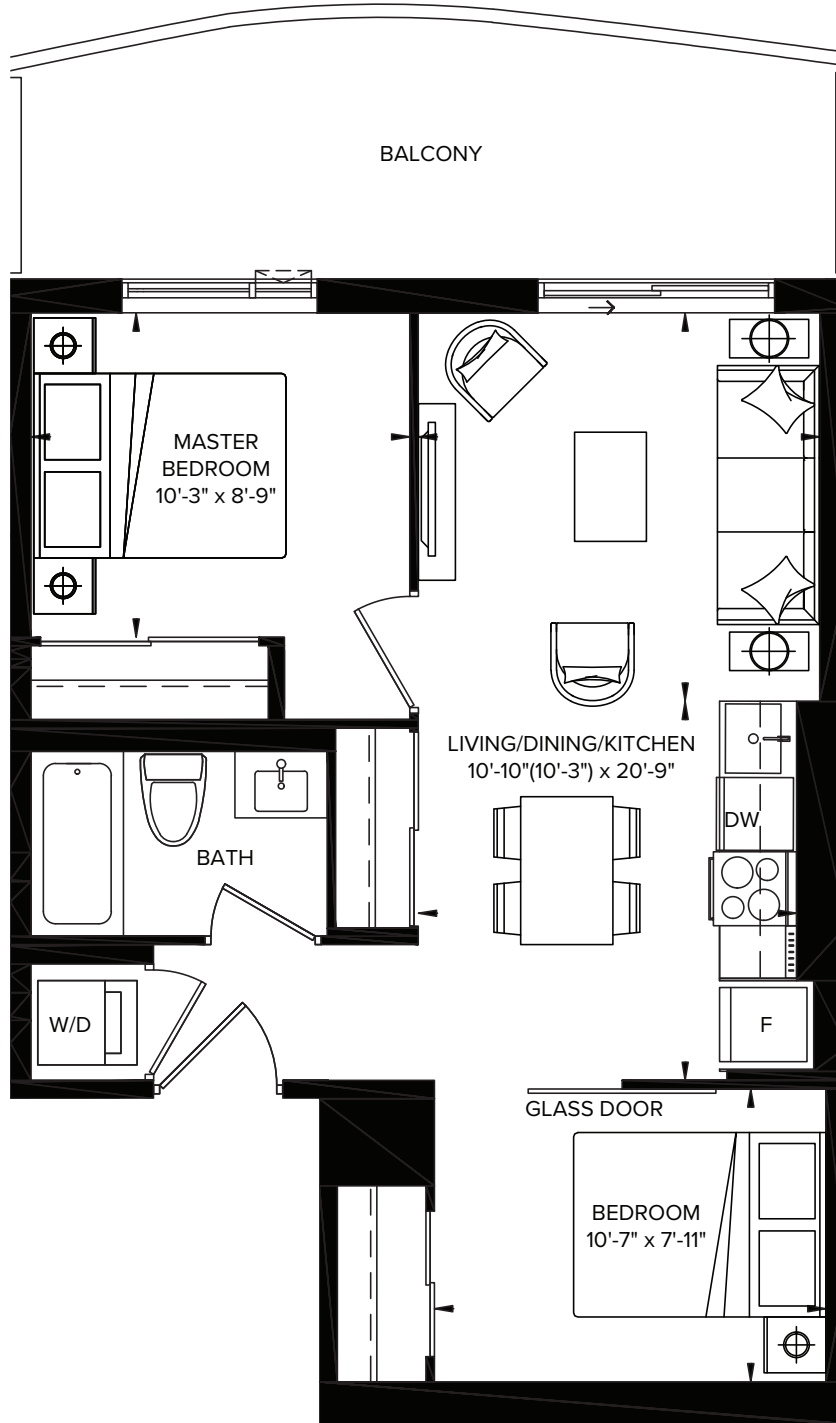 BALCONY
MASTER
BEDROOM
10'-3" x 8'-9"
LIVING/DINING/KITCHEN
10'-10"(10'-3") x 20'-9"
DW
BATH
W/D
F
GLASS DOOR
BEDROOM
10'-7" x 7'-11"